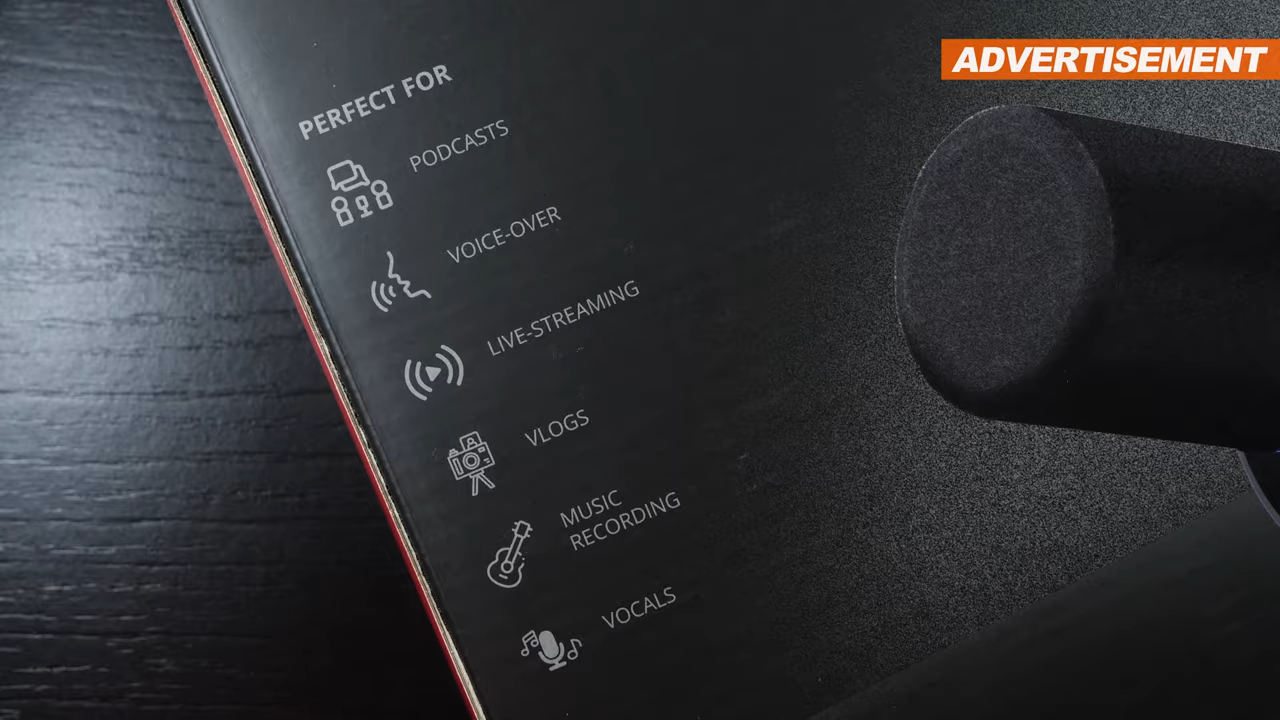 ADVERTISEMENT
PERFECT FOR
PODCASTS
VOICE-OVER
LIVE-STREAMING
VLOGS
MUSIC
RECORDING
VOCALS